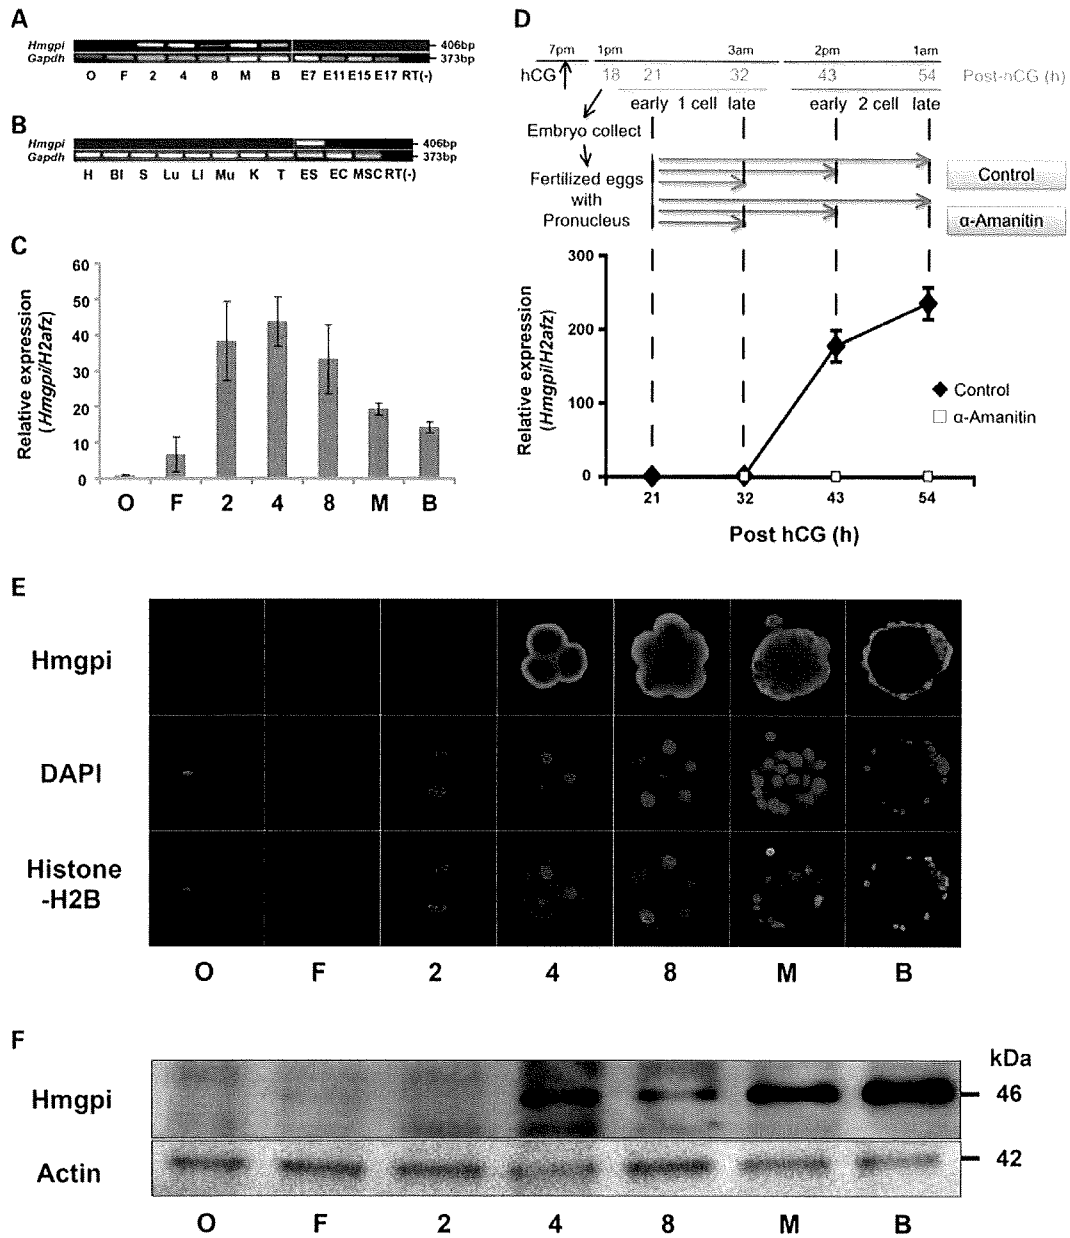 A
Hmgpi
406bp
Gapdh
373bp
O F 2 4 8 M B E7 E11 E15 E17 RT(-)
B
Hmgpi
406bp
Gapdh
373bp
H Bl S Lu LI Mu K T ES EC MSC RT(-)
C
Relative expression
(Hmgpi/H2afz)
60
50
40
30
20
10
0
O F 2 4 8 M B
D
7pm 1pm 3am 2pm 1am
hCG 18 21 32 43 54 Post-hCG (h)
early 1 cell late early 2 cell late
Embryo collect
Fertilized eggs
with
Pronucleus
Control
α-Amanitin
Relative expression
(Hmgpi/H2afz)
300
200
100
0
Control
α-Amanitin
21 32 43 54
Post hCG (h)
E
Hmgpi
DAPI
Histone
-H2B
O F 2 4 8 M B
F
kDa
Hmgpi
46
Actin
42
O F 2 4 8 M B